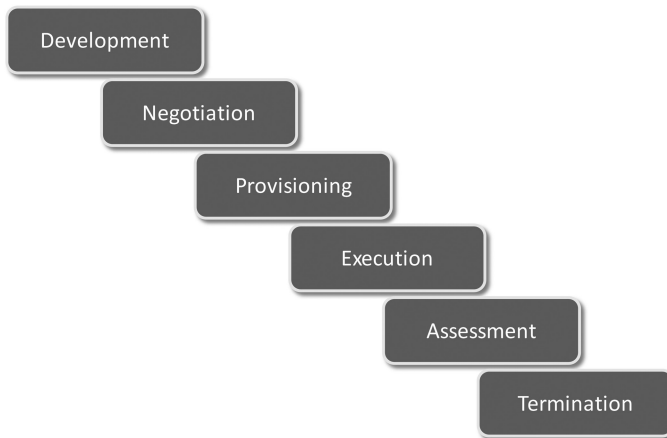 Development
Negotiation
Provisioning
Execution
Assessment
Termination